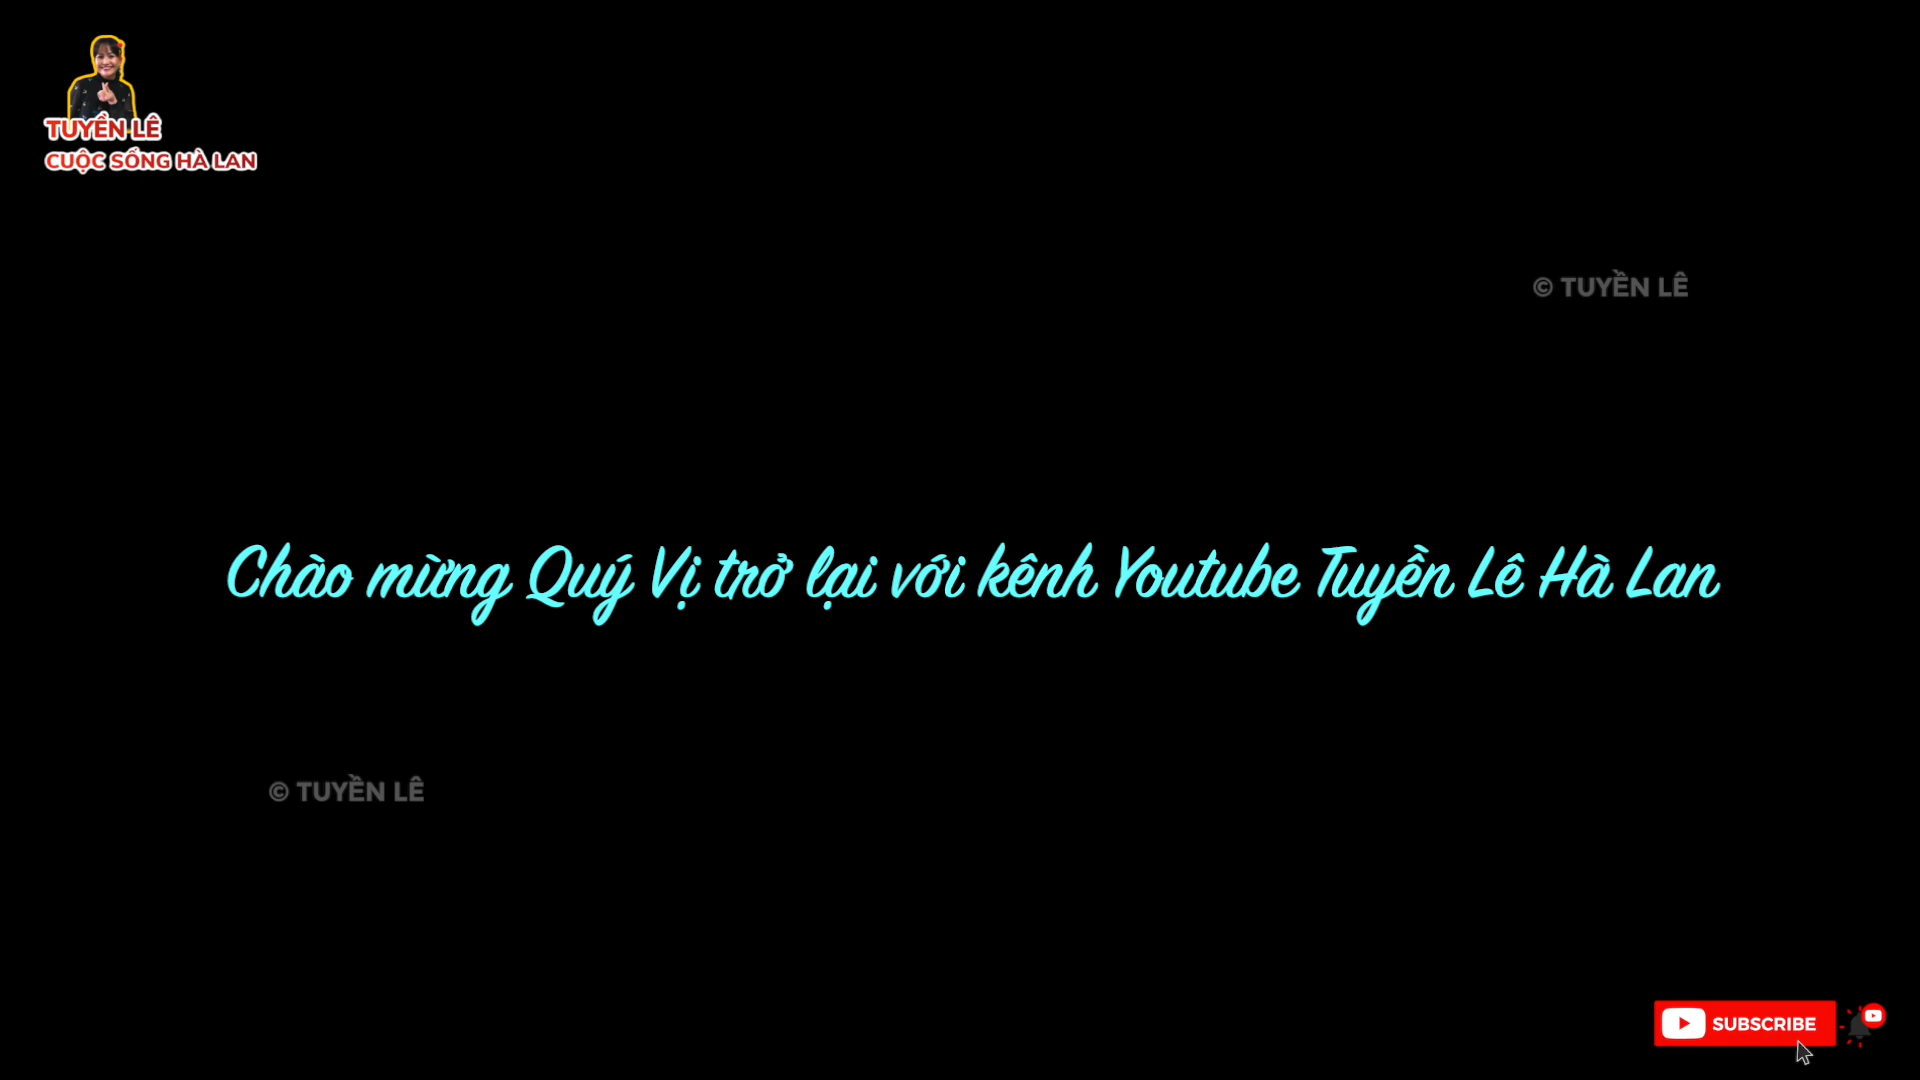 TUYỀN LÊ
CUỘC SỐNG HÀ LAN
© TUYỀN LÊ
Chào mừng Quý Vị trở lại với kênh Youtube Tuyền Lê Hà Lan
© TUYỀN LÊ
SUBSCRIBE